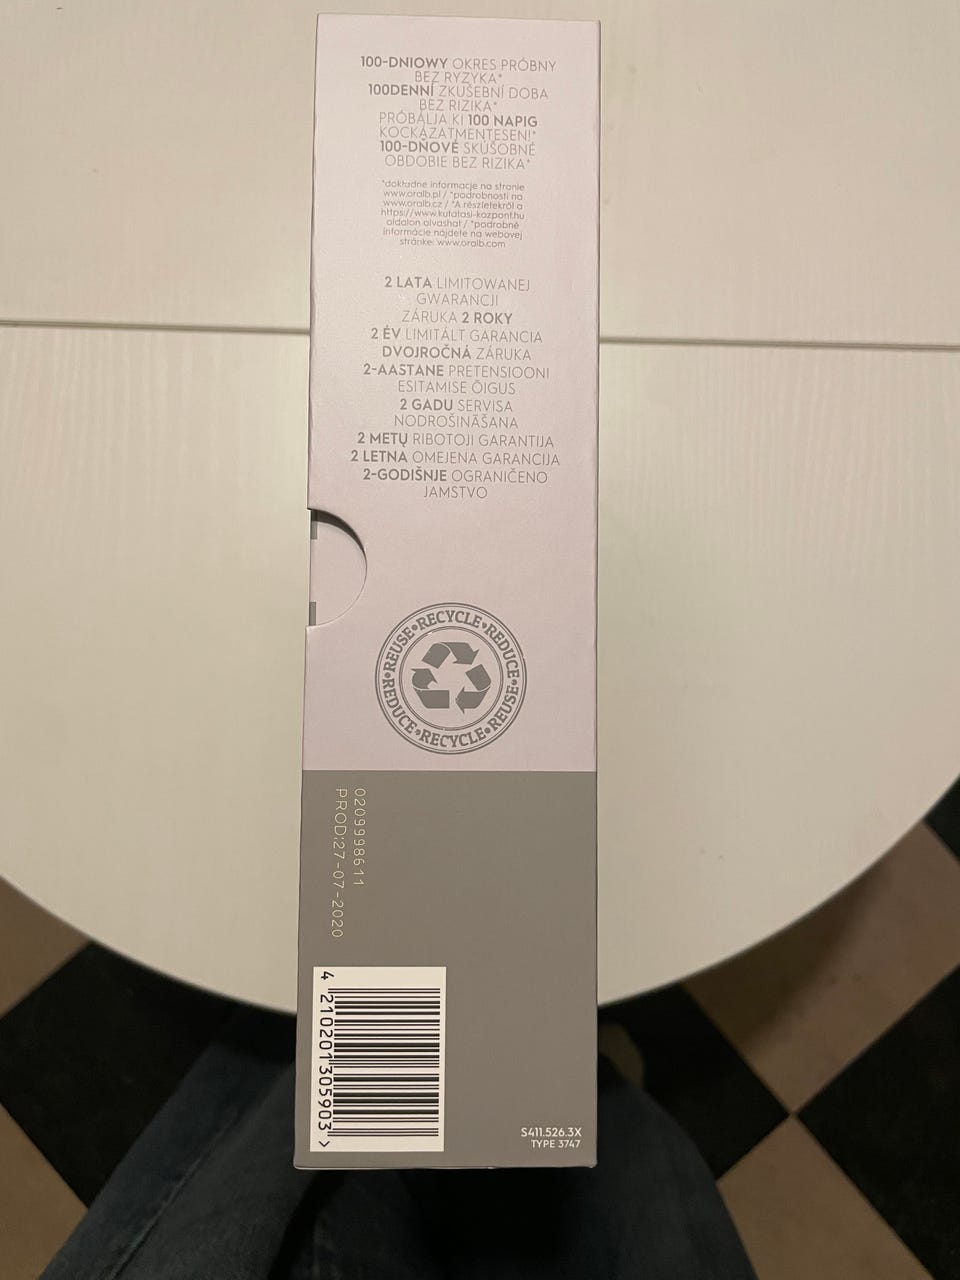 100-DNIOWY OKRES PRÓBNY
BEZ RYZYKA*
100DENNÍ ZKUŠEBNÍ DOBA
BEZ RIZIKA*
PRÓBÁLJA KI 100 NAPIG
KOCKÁZATMENTESEN!*
100-DŇOVÉ SKÚŠOBNÉ
OBDOBIE BEZ RIZIKA*
*dokładne informacje na stronie
www.oralb.pl / *podrobnosti na
www.oralb.cz / *A részletekről a
https://www.kutatasi-kozpont.hu
oldalon olvashat / *podrobné
informácie nájdete na webovej
stránke: www.oralb.com
2 LATA LIMITOWANEJ
GWARANCJI
ZÁRUKA 2 ROKY
2 ÉV LIMITÁLT GARANCIA
DVOJROČNÁ ZÁRUKA
2-AASTANE PRETENSIOONI
ESITAMISE ÕIGUS
2 GADU SERVISA
NODROŠINĀŠANA
2 METŲ RIBOTOJI GARANTIJA
2 LETNA OMEJENA GARANCIJA
2-GODIŠNJE OGRANIČENO
JAMSTVO
REUSE•RECYCLE•REDUCE•REUSE•RECYCLE•REDUCE•
0209998611
PROD:27-07-2020
4 210201 305903 >
S411.526.3X
TYPE 3747